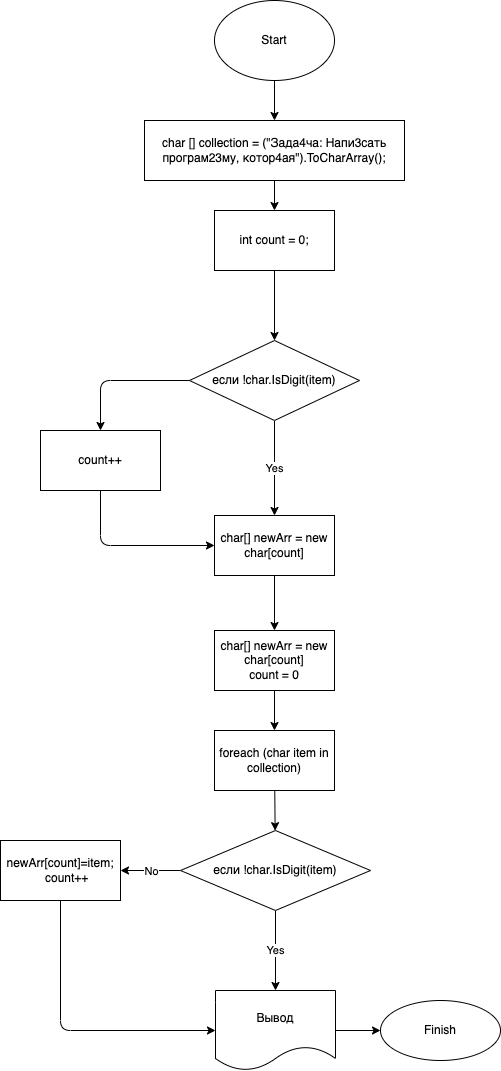 Start
char [] collection = ("Зада4ча: Напи3сать
програм23му, котор4ая").ToCharArray();
int count = 0;
если !char.IsDigit(item)
count++
Yes
char[] newArr = new
char[count]
char[] newArr = new
char[count]
count = 0
foreach (char item in
collection)
если !char.IsDigit(item)
No
newArr[count]=item;
count++
Yes
Вывод
Finish